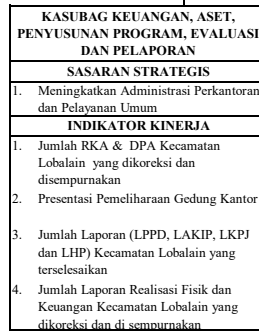 KASUBAG KEUANGAN, ASET,
PENYUSUNAN PROGRAM, EVALUASI
DAN PELAPORAN
SASARAN STRATEGIS
1. Meningkatkan Administrasi Perkantoran
dan Pelayanan Umum
INDIKATOR KINERJA
1. Jumlah RKA & DPA Kecamatan
Lobalain yang dikoreksi dan
disempurnakan
2. Presentasi Pemeliharaan Gedung Kantor
3. Jumlah Laporan (LPPD, LAKIP, LKPJ
dan LHP) Kecamatan Lobalain yang
terselesaikan
4. Jumlah Laporan Realisasi Fisik dan
Keuangan Kecamatan Lobalain yang
dikoreksi dan di sempurnakan